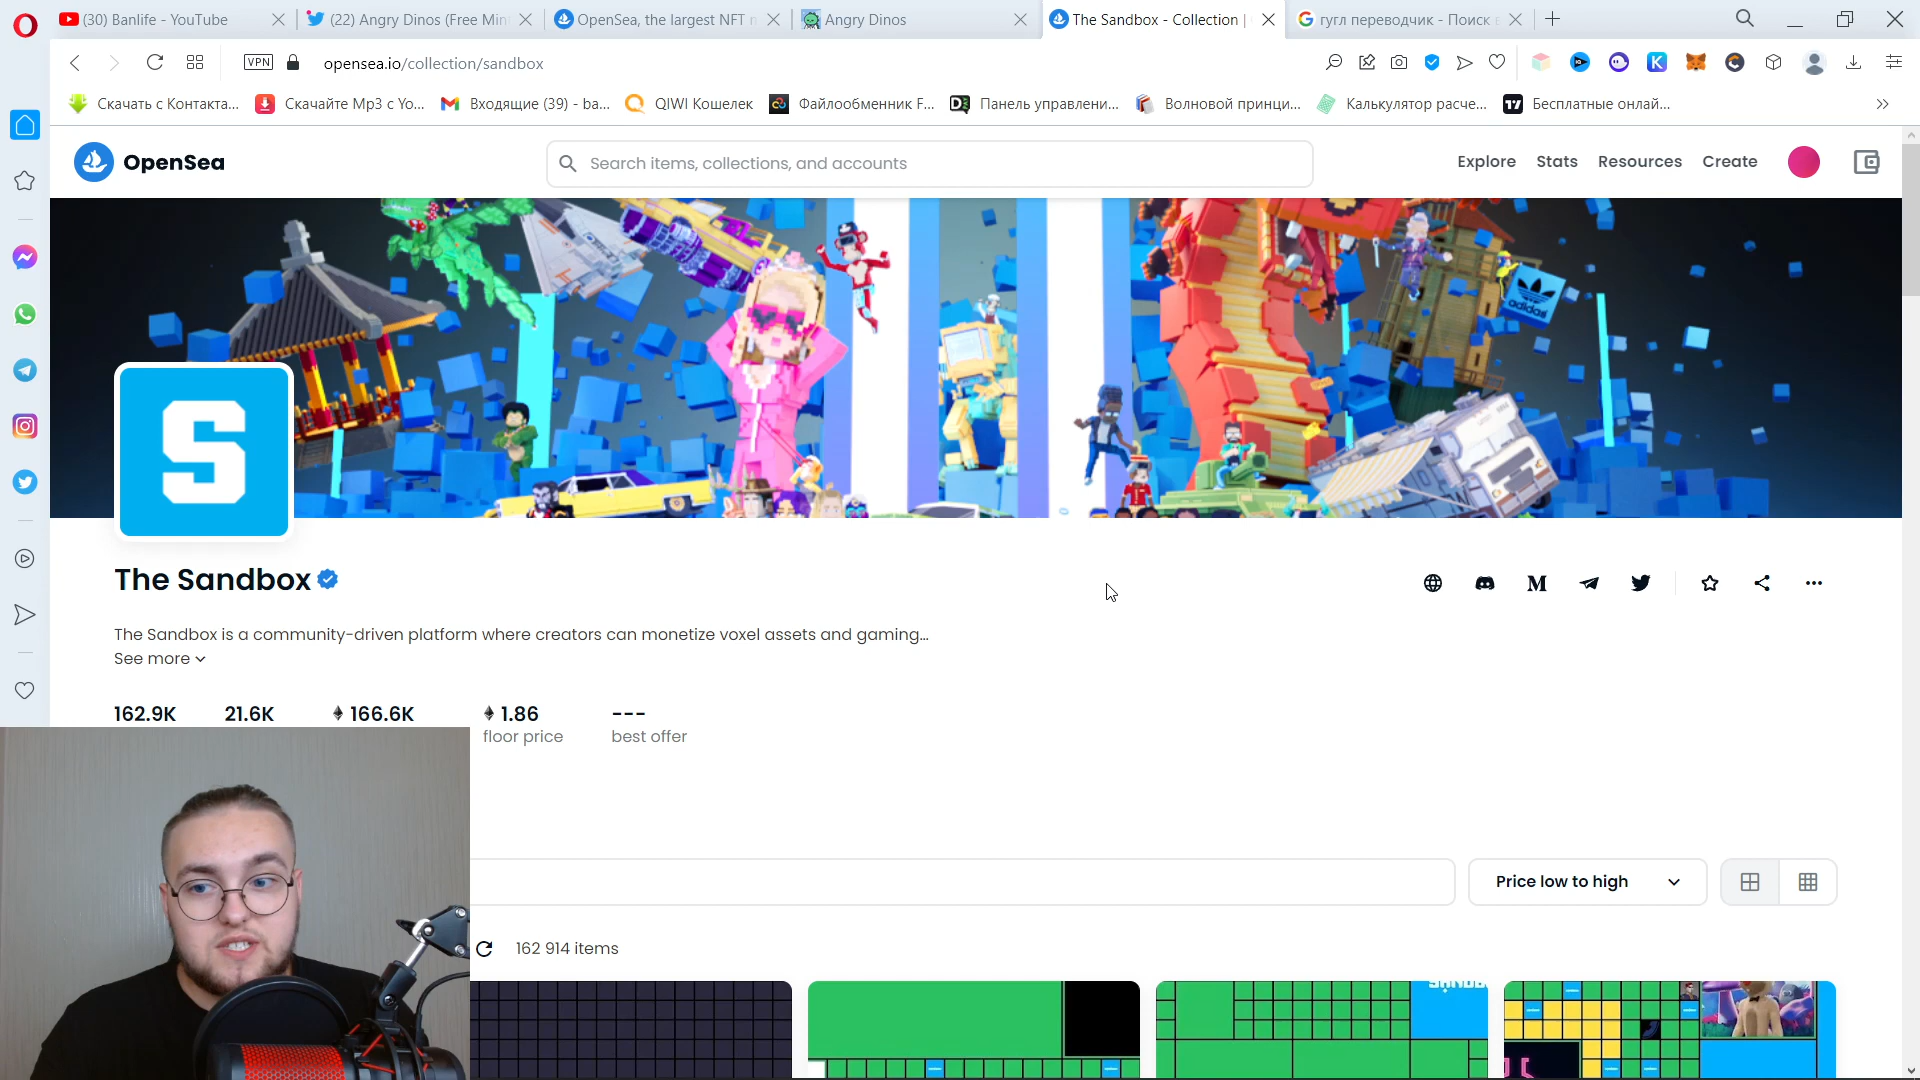 (30) Banlife - YouTube
(22) Angry Dinos (Free Min
OpenSea, the largest NFT
Angry Dinos
The Sandbox - Collection |
гугл переводчик - Поиск
VPN
opensea.io/collection/sandbox
Скачать с Контакта...
Скачайте Mp3 с Yo...
Входящие (39) - ba...
QIWI Кошелек
Файлообменник F...
Панель управлени...
Волновой принци...
Калькулятор расче...
Бесплатные онлай...
OpenSea
Search items, collections, and accounts
Explore
Stats
Resources
Create
adidas
S
The Sandbox
The Sandbox is a community-driven platform where creators can monetize voxel assets and gaming...
See more
162.9K
21.6K
166.6K
1.86
---
floor price
best offer
Price low to high
162 914 items